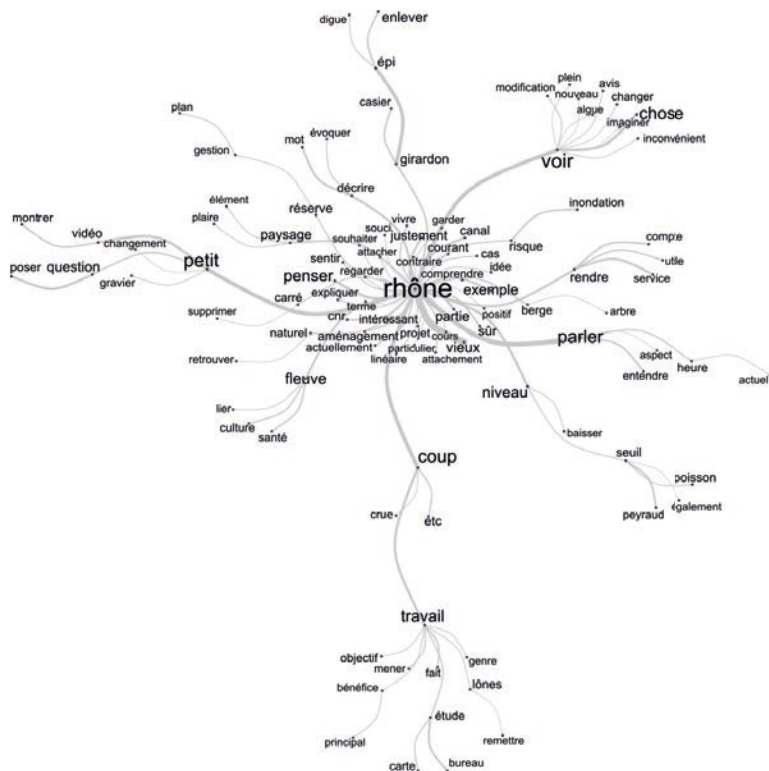 enlever
digue
épi
plein
avis
modification
nouveau
changer
casier
algue
chose
plan
imaginer
évoquer
inconvénient
mot
voir
gestion
girardon
décrire
élément
réserve
vivre
garder
inondation
montrer
plaire
souci
justement
canal
vidéo
paysage
souhaiter
courant
risque
compte
changement
attacher
contraire
cas
petit
sentir
utile
poser
question
regarder
comprendre
idée
rendre
service
gravier
penser
rhône
exemple
carré
expliquer
terme
partie
positif
berge
arbre
supprimer
cnr
intéressant
sûr
naturel
aménagement
projet
cours
parler
actuellement
particulier
vieux
aspect
retrouver
linéaire
attachement
heure
entendre
actuel
fleuve
niveau
lier
culture
santé
baisser
seuil
coup
poisson
également
peyraud
crue
étc
travail
objectif
genre
mener
fait
bénéfice
lônes
étude
principal
remettre
carte
bureau